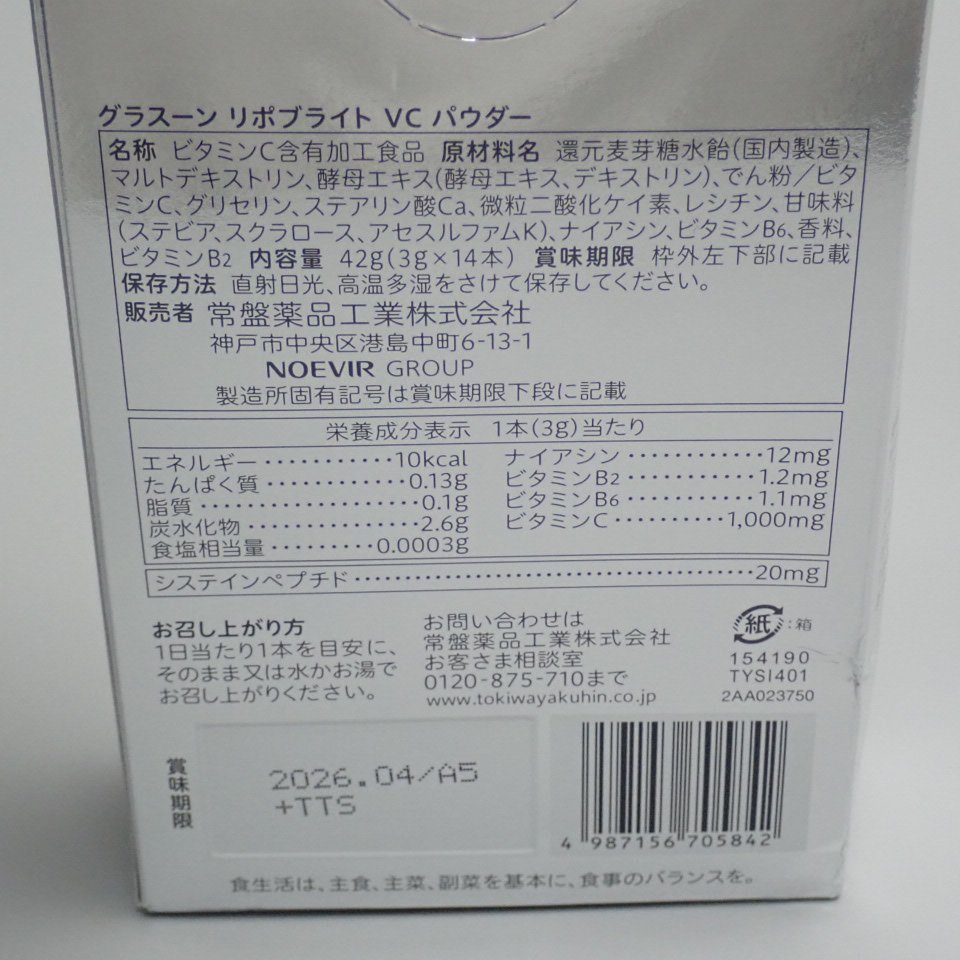 グラスーン リポブライト VC パウダー
名称 ビタミンC含有加工食品 原材料名 還元麦芽糖水飴(国内製造)、
マルトデキストリン、酵母エキス(酵母エキス、デキストリン)、でん粉/ビタ
ミンC、グリセリン、ステアリン酸Ca、微粒二酸化ケイ素、レシチン、甘味料
(ステビア、スクラロース、アセスルファムK)、ナイアシン、ビタミンB6、香料、
ビタミンB2 内容量 42g(3g×14本) 賞味期限 枠外左下部に記載
保存方法 直射日光、高温多湿をさけて保存してください。
販売者 常盤薬品工業株式会社
神戸市中央区港島中町6-13-1
NOEVIR GROUP
製造所固有記号は賞味期限下段に記載
栄養成分表示 1本(3g)当たり
エネルギー············10kcal
たんぱく質············0.13g
脂質············0.1g
炭水化物············2.6g
食塩相当量·········0.0003g
ナイアシン············12mg
ビタミンB2············1.2mg
ビタミンB6············1.1mg
ビタミンC··········1,000mg
システインペプチド·······································20mg
お召し上がり方
1日当たり1本を目安に、
そのまま又は水かお湯で
お召し上がりください。
お問い合わせは
常盤薬品工業株式会社
お客さま相談室
0120-875-710まで
www.tokiwayakuhin.co.jp
紙:箱
154190
TYSI401
2AA023750
賞味期限
2026.04/A5
+TTS
4 987156 705842
食生活は、主食、主菜、副菜を基本に、食事のバランスを。